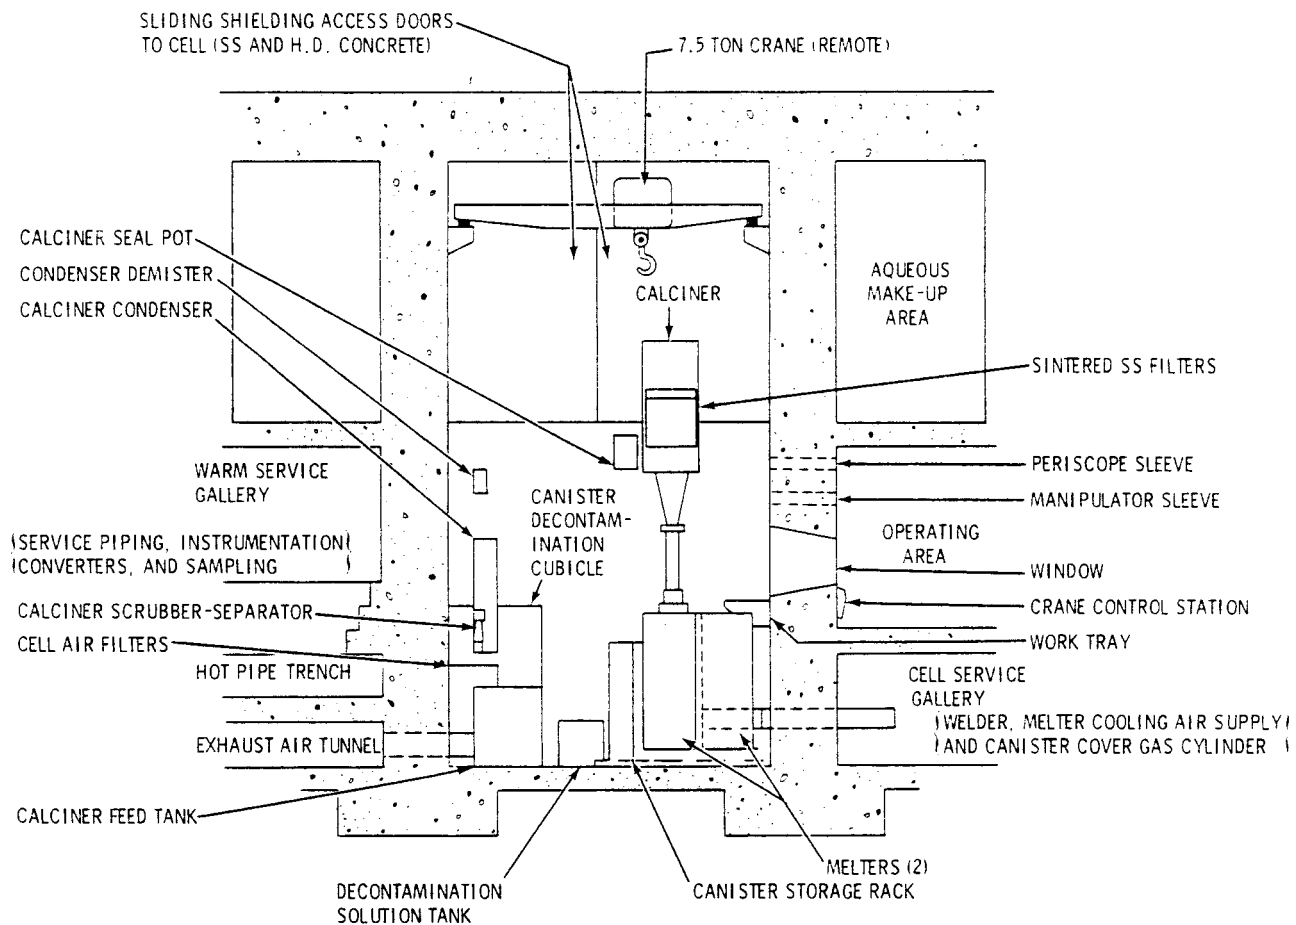 SLIDING SHIELDING ACCESS DOORS
TO CELL (SS AND H.D. CONCRETE)
7.5 TON CRANE (REMOTE)
CALCINER SEAL POT
CONDENSER DEMISTER
CALCINER CONDENSER
CALCINER
AQUEOUS
MAKE-UP
AREA
SINTERED SS FILTERS
WARM SERVICE
GALLERY
(SERVICE PIPING, INSTRUMENTATION)
(CONVERTERS, AND SAMPLING)
CANISTER
DECONTAM-
INATION
CUBICLE
PERISCOPE SLEEVE
MANIPULATOR SLEEVE
OPERATING
AREA
WINDOW
CRANE CONTROL STATION
WORK TRAY
CALCINER SCRUBBER-SEPARATOR
CELL AIR FILTERS
HOT PIPE TRENCH
EXHAUST AIR TUNNEL
CALCINER FEED TANK
CELL SERVICE
GALLERY
(WELDER, MELTER COOLING AIR SUPPLY)
(AND CANISTER COVER GAS CYLINDER)
DECONTAMINATION
SOLUTION TANK
MELTERS (2)
CANISTER STORAGE RACK